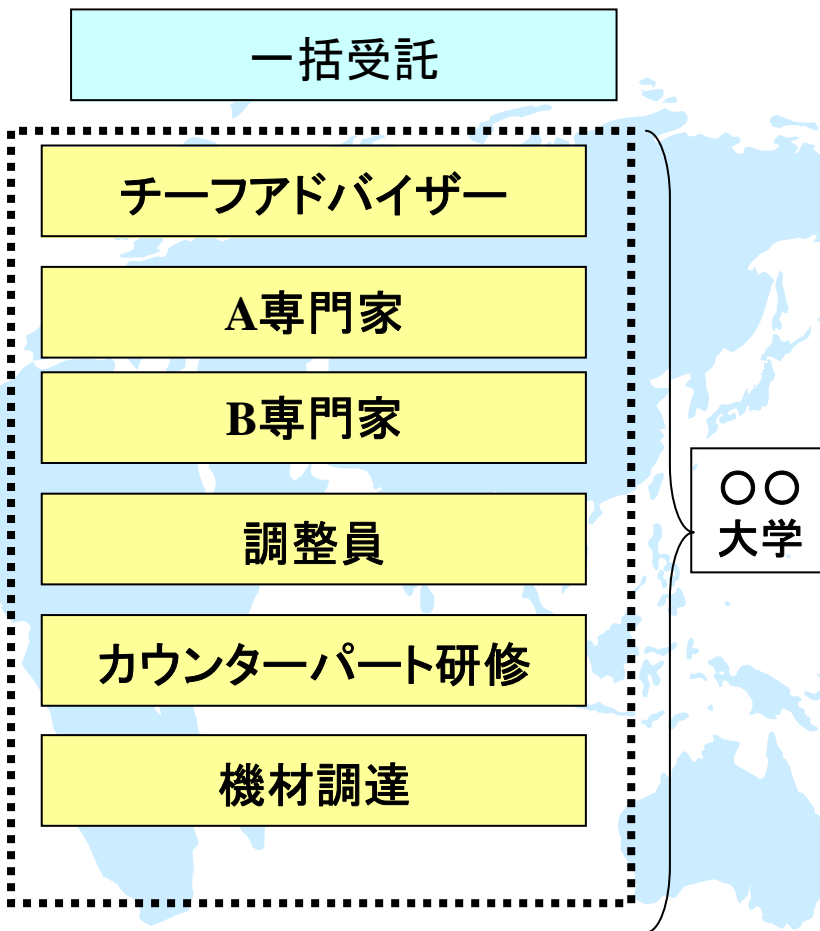 一括受託
チーフアドバイザー
A専門家
B専門家
調整員
カウンターパート研修
機材調達
○○
大学